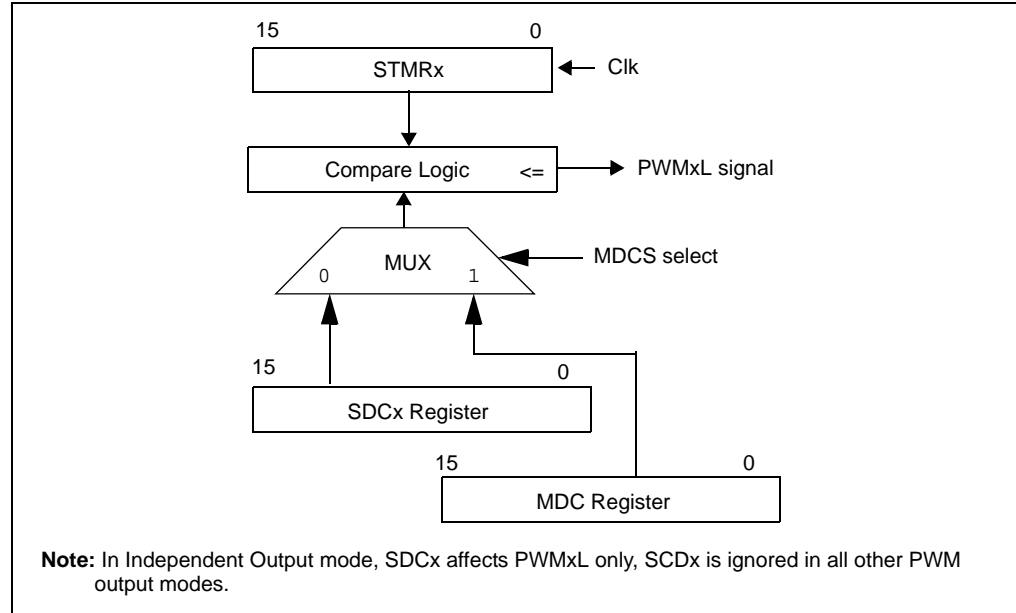 15 0
STMRx
Clk
Compare Logic <=
PWMxL signal
MUX
MDCS select
0 1
15 0
SDCx Register
15 0
MDC Register
Note: In Independent Output mode, SDCx affects PWMxL only, SCDx is ignored in all other PWM
output modes.